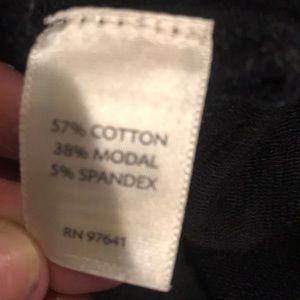 57% COTTON
38% MODAL
5% SPANDEX
RN 97641